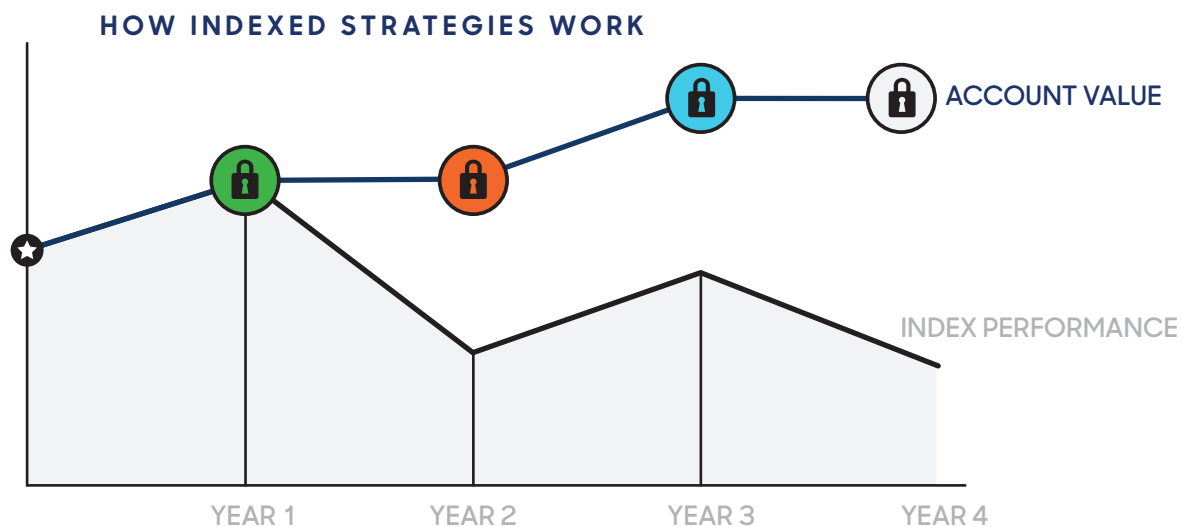 HOW INDEXED STRATEGIES WORK
ACCOUNT VALUE
INDEX PERFORMANCE
YEAR 1
YEAR 2
YEAR 3
YEAR 4